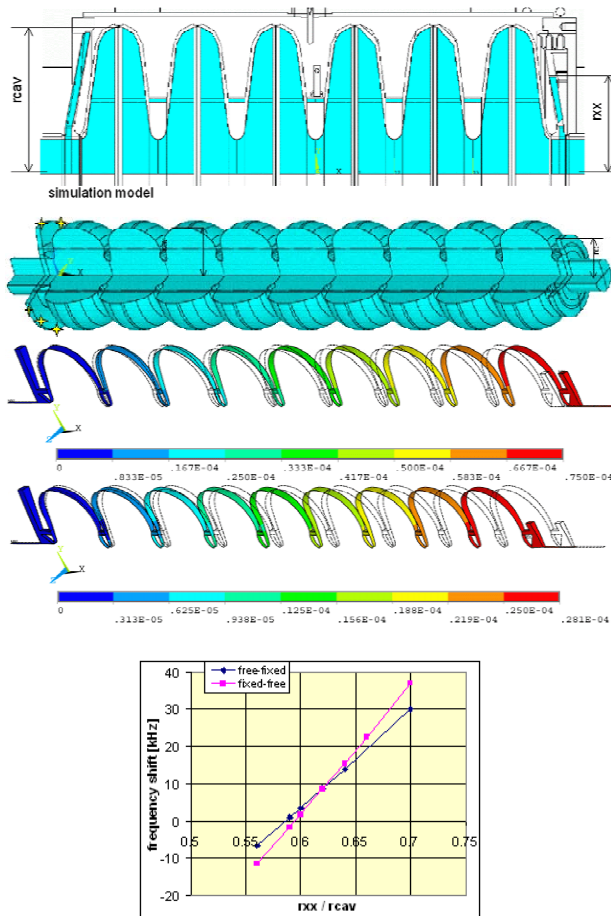 rcav
rxx
x
simulation model
x
Y
Z
X
0
.833E-05
.167E-04
.250E-04
.333E-04
.417E-04
.500E-04
.583E-04
.667E-04
.750E-04
Y
Z
X
0
.313E-05
.625E-05
.938E-05
.125E-04
.156E-04
.188E-04
.219E-04
.250E-04
.281E-04
free-fixed
fixed-free
frequency shift [kHz]
40
30
20
10
0
-10
-20
0.5
0.55
0.6
0.65
0.7
0.75
rxx / rcav